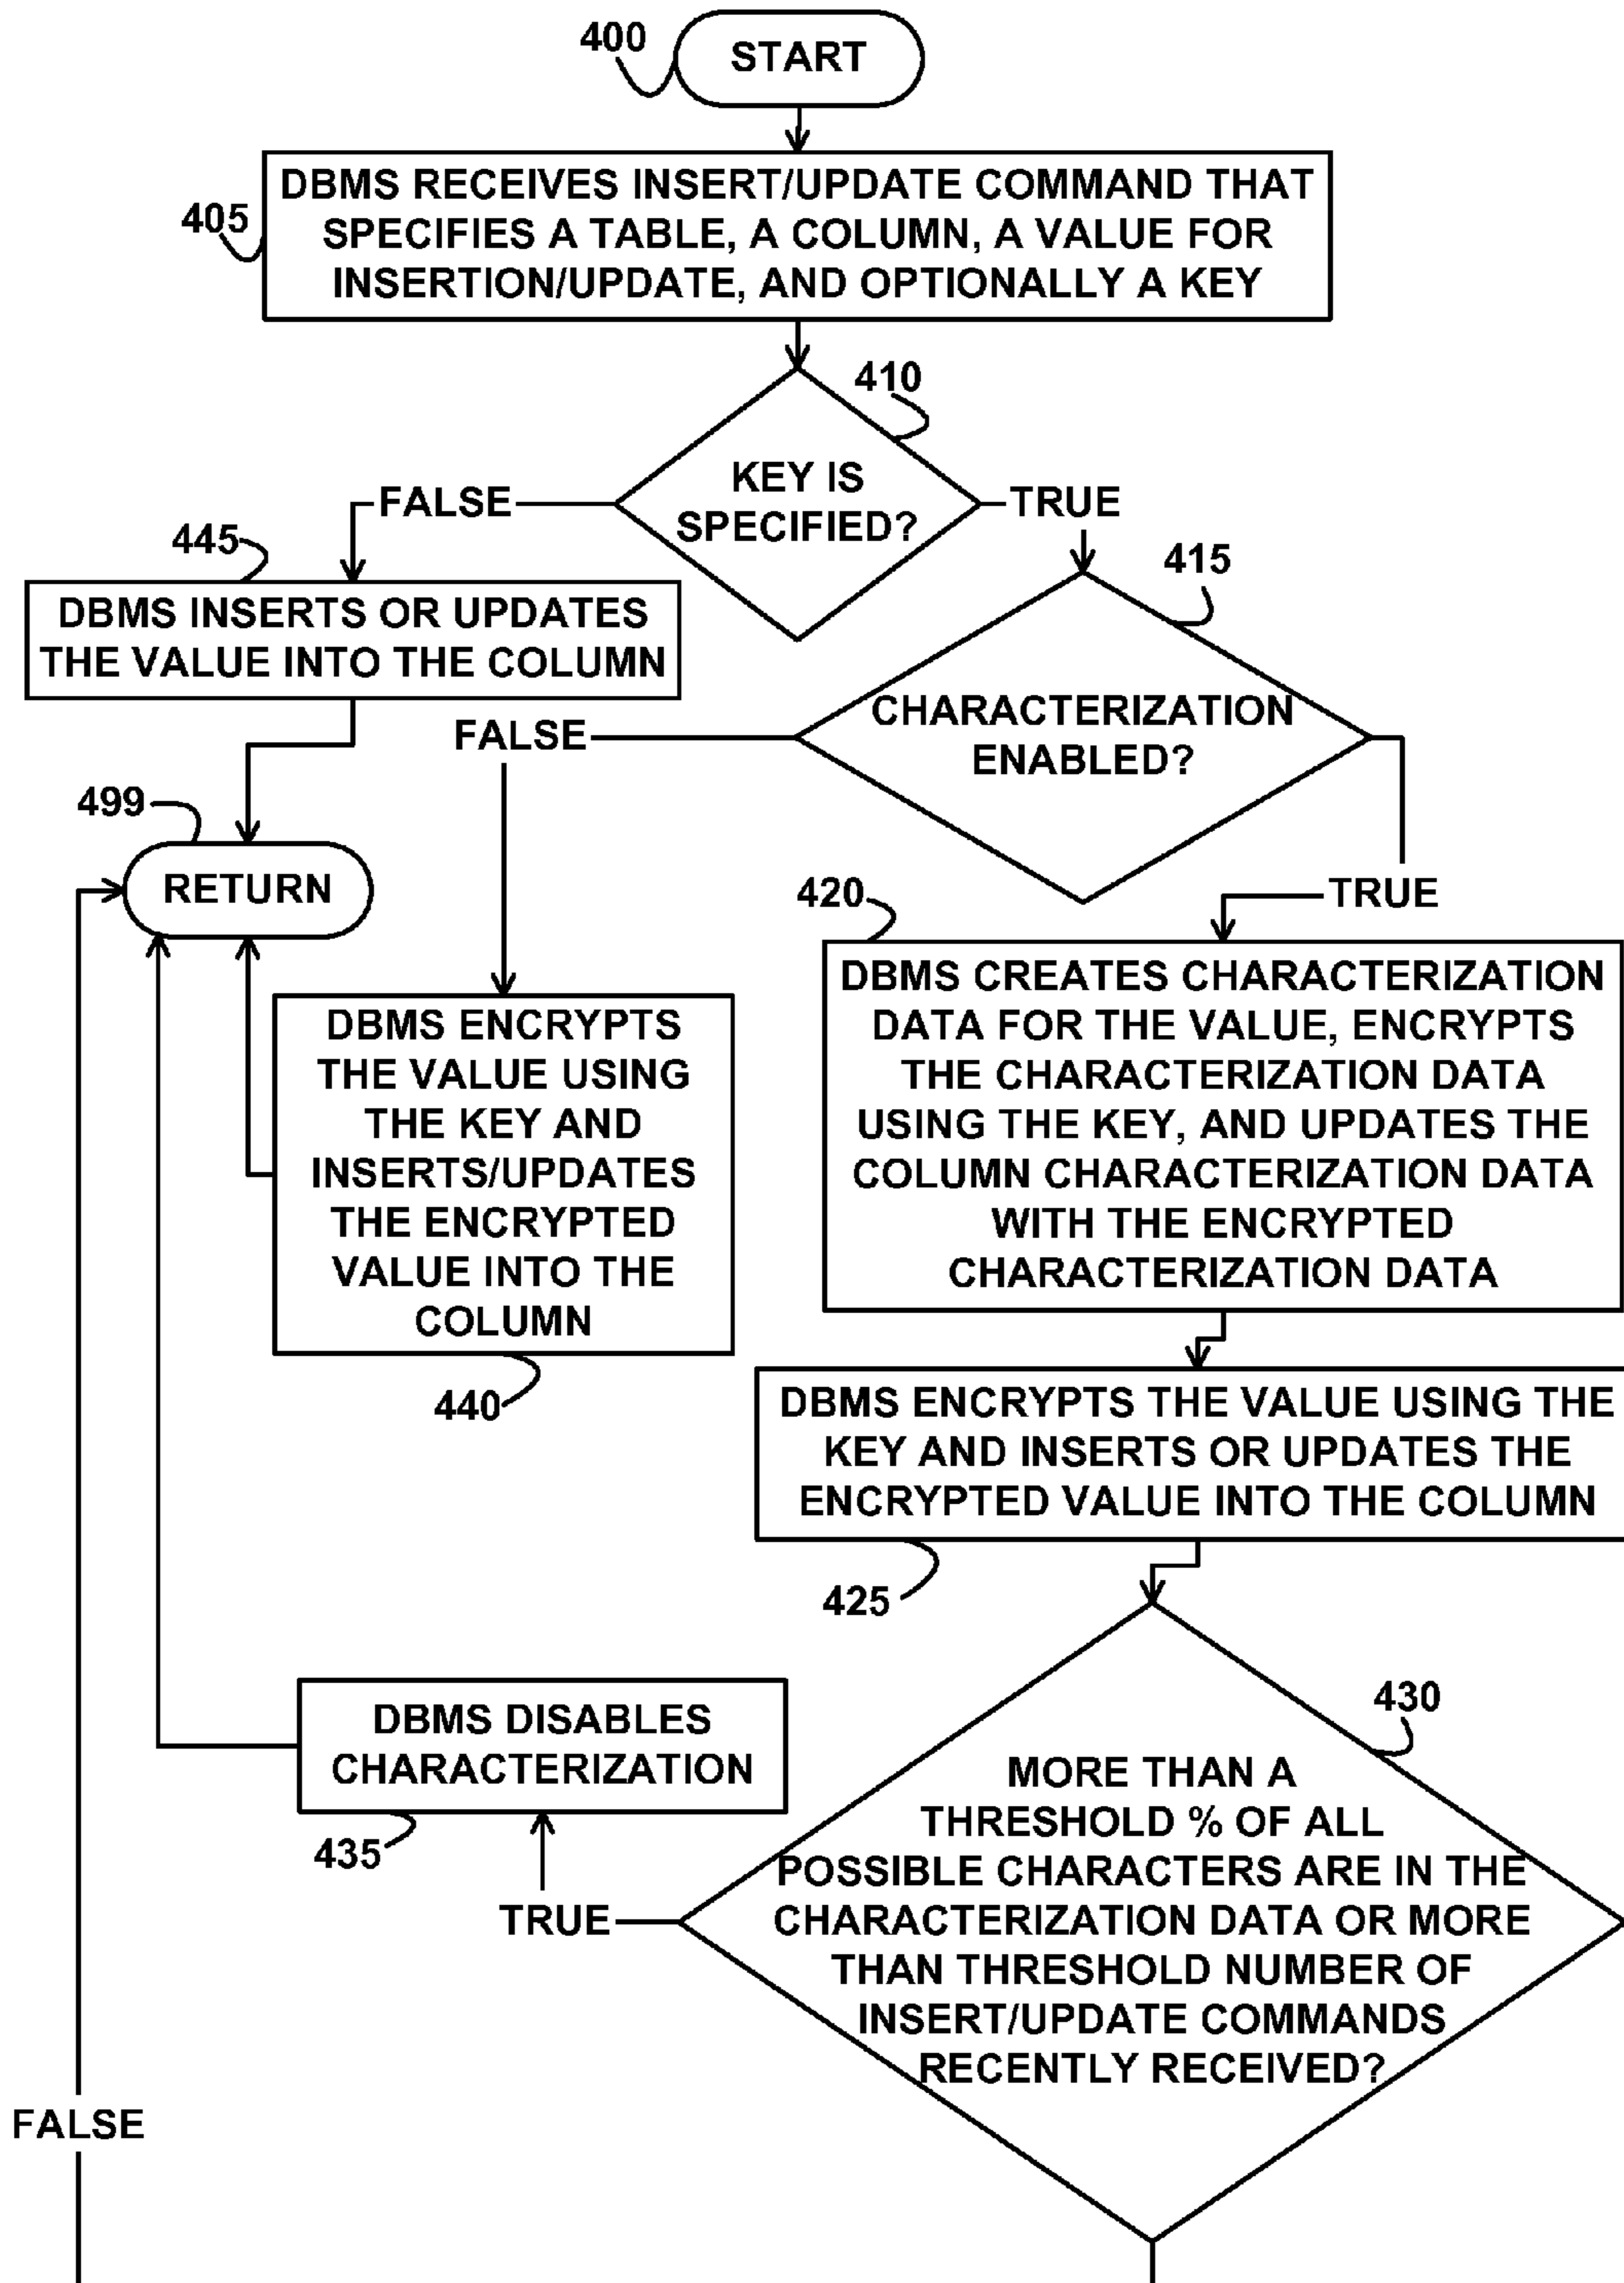 400
START
405
DBMS RECEIVES INSERT/UPDATE COMMAND THAT
SPECIFIES A TABLE, A COLUMN, A VALUE FOR
INSERTION/UPDATE, AND OPTIONALLY A KEY
410
KEY IS
SPECIFIED?
FALSE
TRUE
445
DBMS INSERTS OR UPDATES
THE VALUE INTO THE COLUMN
415
CHARACTERIZATION
ENABLED?
FALSE
TRUE
499
RETURN
420
DBMS CREATES CHARACTERIZATION
DATA FOR THE VALUE, ENCRYPTS
THE CHARACTERIZATION DATA
USING THE KEY, AND UPDATES THE
COLUMN CHARACTERIZATION DATA
WITH THE ENCRYPTED
CHARACTERIZATION DATA
DBMS ENCRYPTS
THE VALUE USING
THE KEY AND
INSERTS/UPDATES
THE ENCRYPTED
VALUE INTO THE
COLUMN
440
DBMS ENCRYPTS THE VALUE USING THE
KEY AND INSERTS OR UPDATES THE
ENCRYPTED VALUE INTO THE COLUMN
425
430
MORE THAN A
THRESHOLD % OF ALL
POSSIBLE CHARACTERS ARE IN THE
CHARACTERIZATION DATA OR MORE
THAN THRESHOLD NUMBER OF
INSERT/UPDATE COMMANDS
RECENTLY RECEIVED?
DBMS DISABLES
CHARACTERIZATION
435
TRUE
FALSE